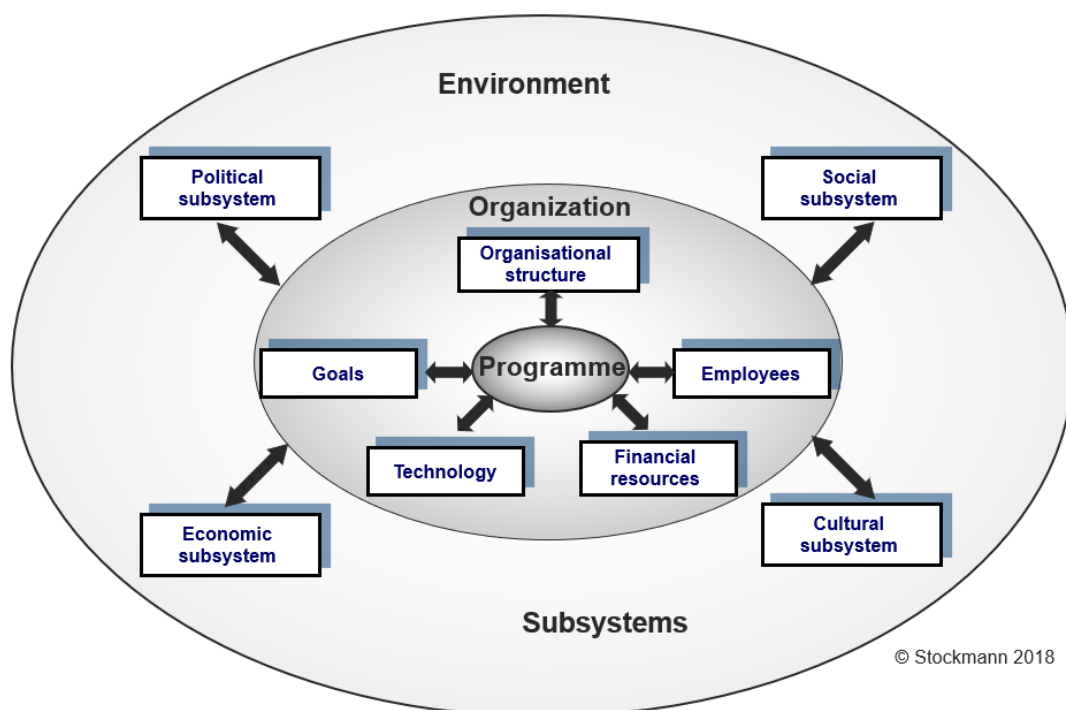 Environment
Political
subsystem
Social
subsystem
Organization
Organisational
structure
Goals
Programme
Employees
Technology
Financial
resources
Economic
subsystem
Cultural
subsystem
Subsystems
© Stockmann 2018